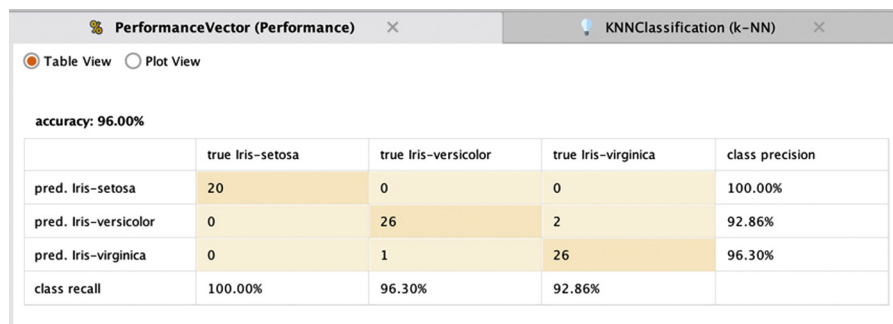 PerformanceVector (Performance) × KNNClassification (k-NN) ×
Table View Plot View
accuracy: 96.00%
true Iris-setosa true Iris-versicolor true Iris-virginica class precision
pred. Iris-setosa 20 0 0 100.00%
pred. Iris-versicolor 0 26 2 92.86%
pred. Iris-virginica 0 1 26 96.30%
class recall 100.00% 96.30% 92.86%